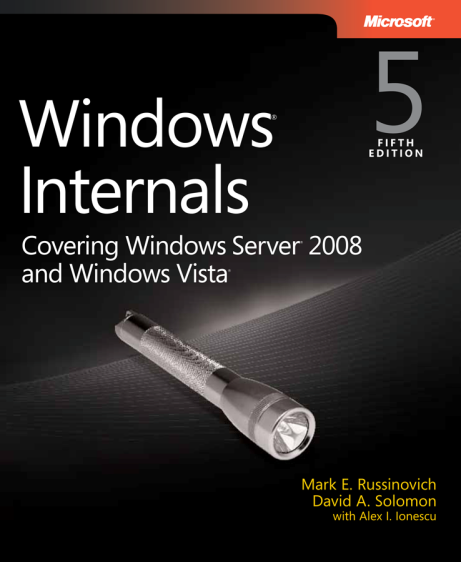 Microsoft®
5
FIFTH
EDITION
Windows®
Internals
Covering Windows Server® 2008
and Windows Vista®
Mark E. Russinovich
David A. Solomon
with Alex I. Ionescu